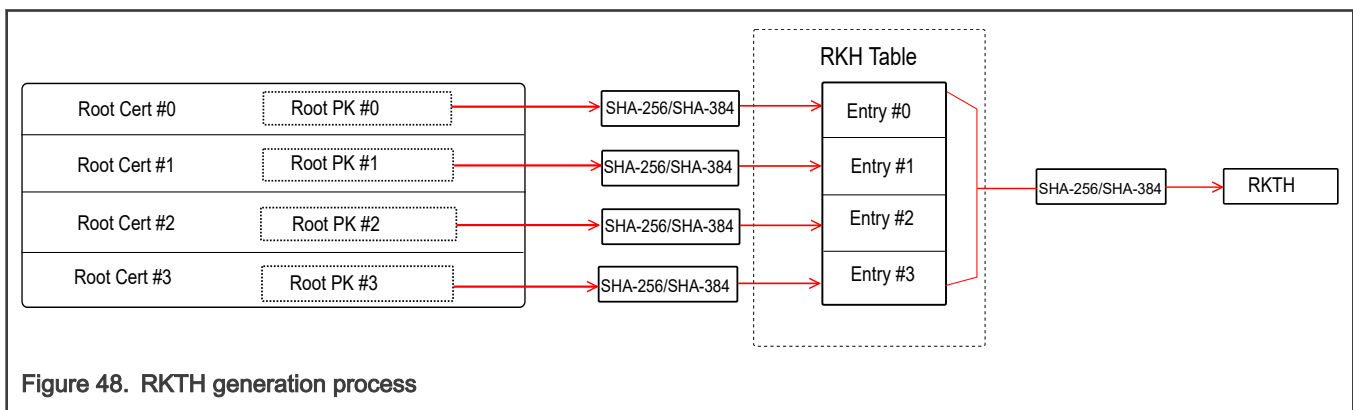 RKH Table
Root Cert #0 Root PK #0 SHA-256/SHA-384 Entry #0
Root Cert #1 Root PK #1 SHA-256/SHA-384 Entry #1 SHA-256/SHA-384 RKTH
Root Cert #2 Root PK #2 SHA-256/SHA-384 Entry #2
Root Cert #3 Root PK #3 SHA-256/SHA-384 Entry #3
Figure 48. RKTH generation process